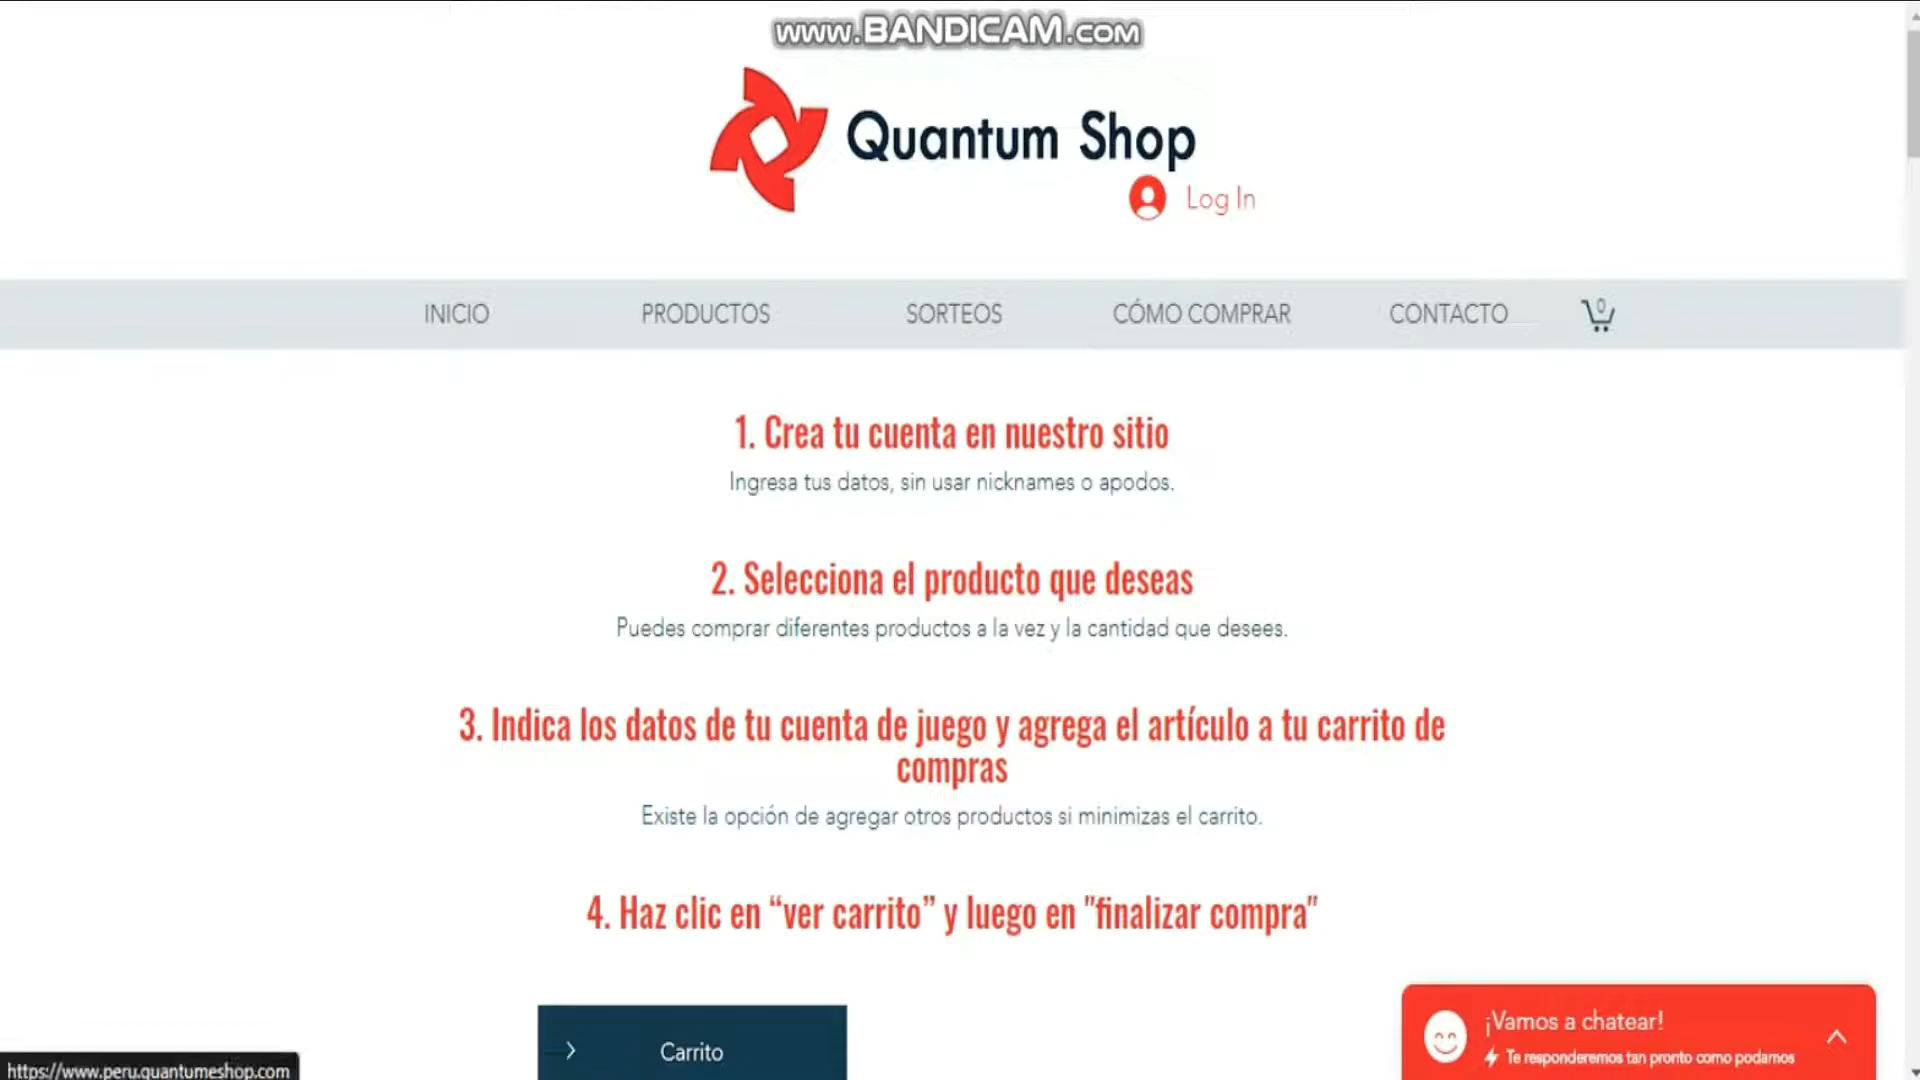 www.BANDICAM.com
Quantum Shop
Log In
INICIO
PRODUCTOS
SORTEOS
CÓMO COMPRAR
CONTACTO
0
1. Crea tu cuenta en nuestro sitio
Ingresa tus datos, sin usar nicknames o apodos.
2. Selecciona el producto que deseas
Puedes comprar diferentes productos a la vez y la cantidad que desees.
3. Indica los datos de tu cuenta de juego y agrega el artículo a tu carrito de
compras
Existe la opción de agregar otros productos si minimizas el carrito.
4. Haz clic en “ver carrito” y luego en "finalizar compra"
Carrito
¡Vamos a chatear!
Te responderemos tan pronto como podamos
https://www.peru.quantumeshop.com